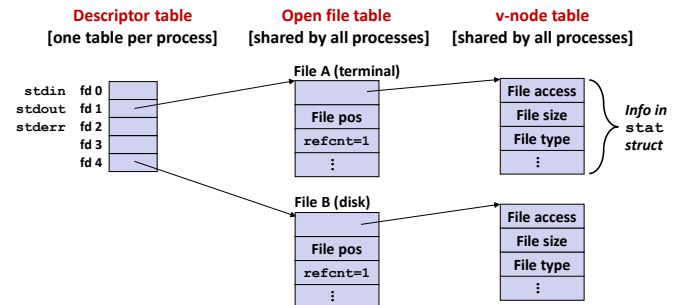 Descriptor table
[one table per process]
Open file table
[shared by all processes]
v-node table
[shared by all processes]
stdin fd 0
stdout fd 1
stderr fd 2
fd 3
fd 4
File A (terminal)
File pos
refcnt=1
⋮
File access
File size
File type
⋮
Info in
stat
struct
File B (disk)
File pos
refcnt=1
⋮
File access
File size
File type
⋮